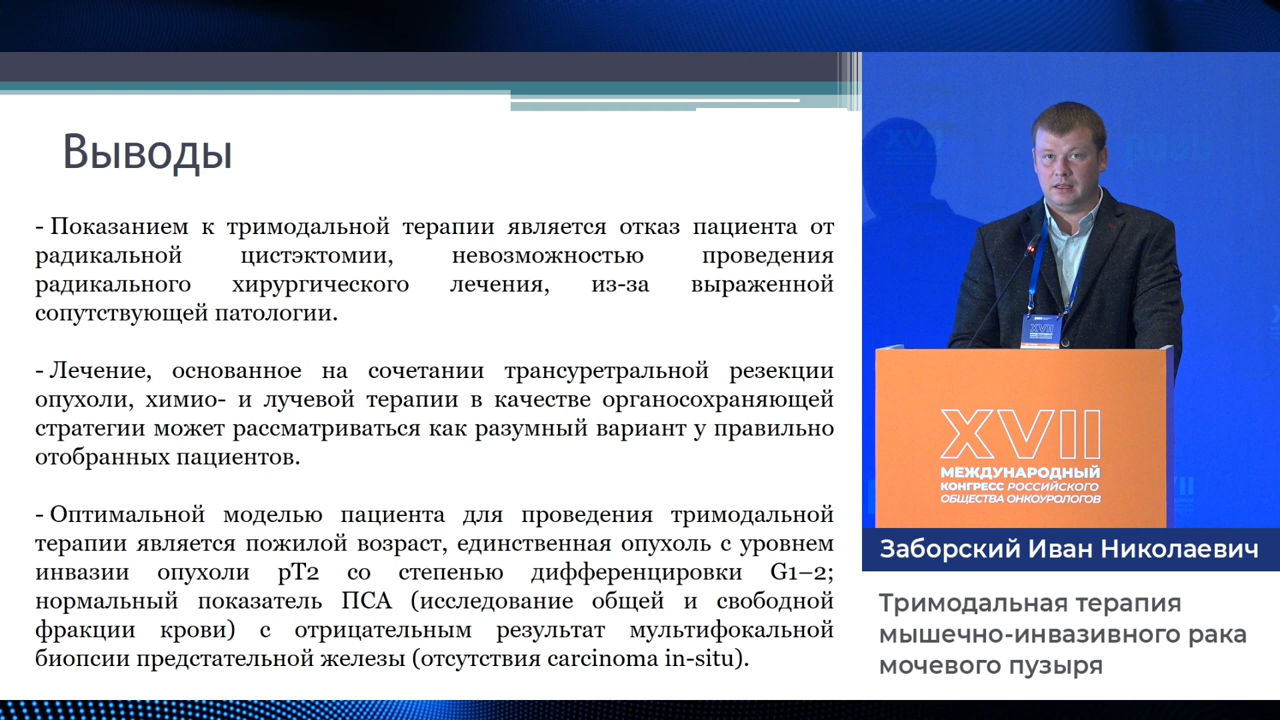 Выводы
- Показанием к тримодальной терапии является отказ пациента от
радикальной цистэктомии, невозможностью проведения
радикального хирургического лечения, из-за выраженной
сопутствующей патологии.
- Лечение, основанное на сочетании трансуретральной резекции
опухоли, химио- и лучевой терапии в качестве органосохраняющей
стратегии может рассматриваться как разумный вариант у правильно
отобранных пациентов.
- Оптимальной моделью пациента для проведения тримодальной
терапии является пожилой возраст, единственная опухоль с уровнем
инвазии опухоли рТ2 со степенью дифференцировки G1–2;
нормальный показатель ПСА (исследование общей и свободной
фракции крови) с отрицательным результат мультифокальной
биопсии предстательной железы (отсутствия carcinoma in-situ).
XVII
XVII
МЕЖДУНАРОДНЫЙ
КОНГРЕСС РОССИЙСКОГО
ОБЩЕСТВА ОНКОУРОЛОГОВ
Заборский Иван Николаевич
Тримодальная терапия
мышечно-инвазивного рака
мочевого пузыря